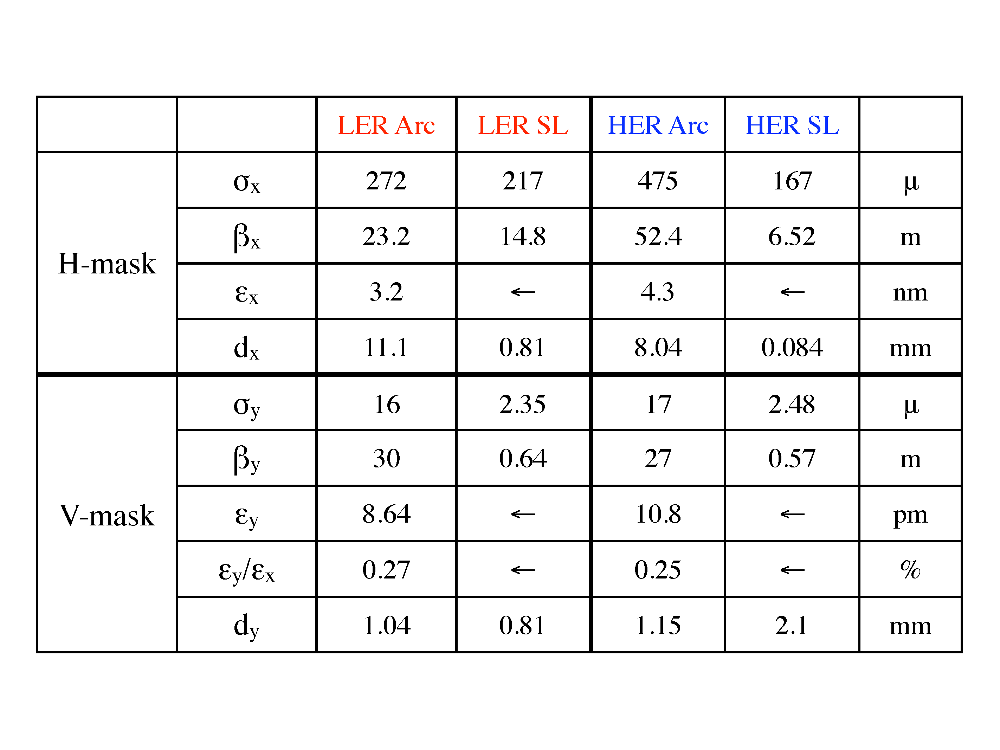 LER Arc LER SL HER Arc HER SL
H-mask
σx 272 217 475 167 μ
βx 23.2 14.8 52.4 6.52 m
εx 3.2 ← 4.3 ← nm
dx 11.1 0.81 8.04 0.084 mm
V-mask
σy 16 2.35 17 2.48 μ
βy 30 0.64 27 0.57 m
εy 8.64 ← 10.8 ← pm
εy/εx 0.27 ← 0.25 ← %
dy 1.04 0.81 1.15 2.1 mm